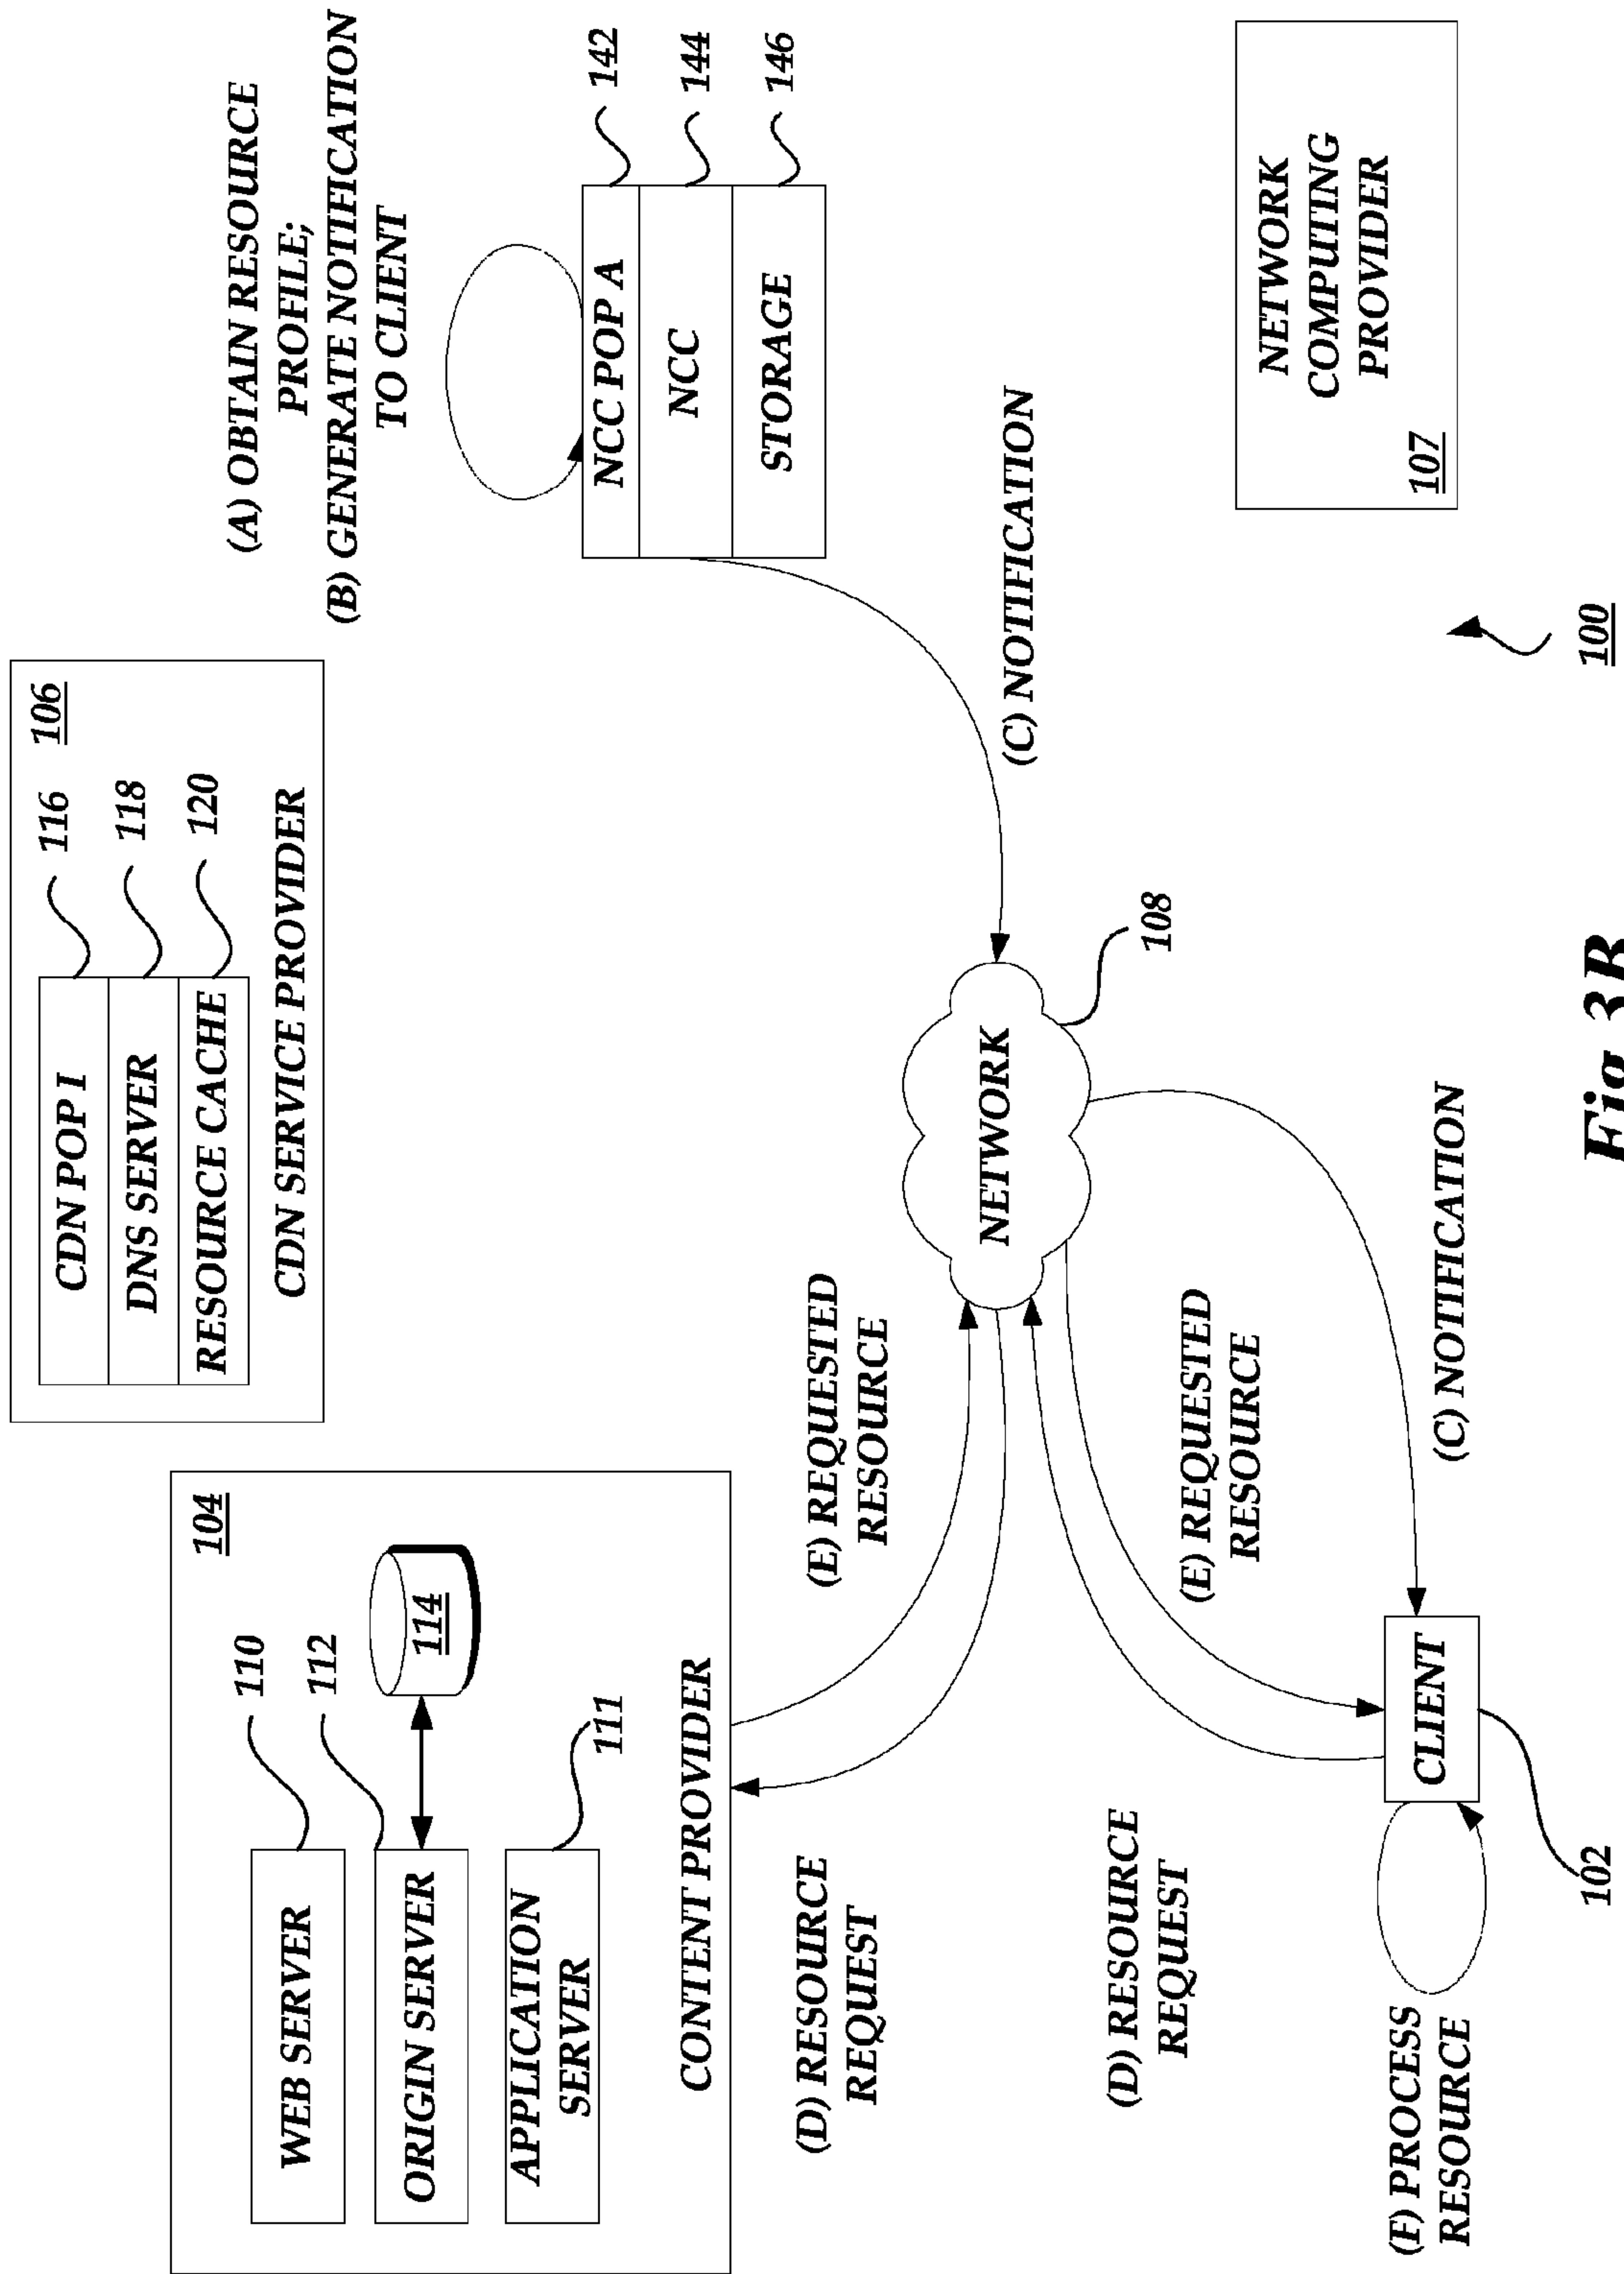 104
WEB SERVER
110
ORIGIN SERVER
112
114
APPLICATION
SERVER
111
CONTENT PROVIDER
CDN POP I
116
106
DNS SERVER
118
RESOURCE CACHE
120
CDN SERVICE PROVIDER
(A) OBTAIN RESOURCE
PROFILE;
(B) GENERATE NOTIFICATION
TO CLIENT
NCC POP A
142
NCC
144
STORAGE
146
(D) RESOURCE
REQUEST
(E) REQUESTED
RESOURCE
NETWORK
(C) NOTIFICATION
108
(D) RESOURCE
REQUEST
(E) REQUESTED
RESOURCE
NETWORK
COMPUTING
PROVIDER
107
(F) PROCESS
RESOURCE
CLIENT
(C) NOTIFICATION
102
100
Fig. 3B.